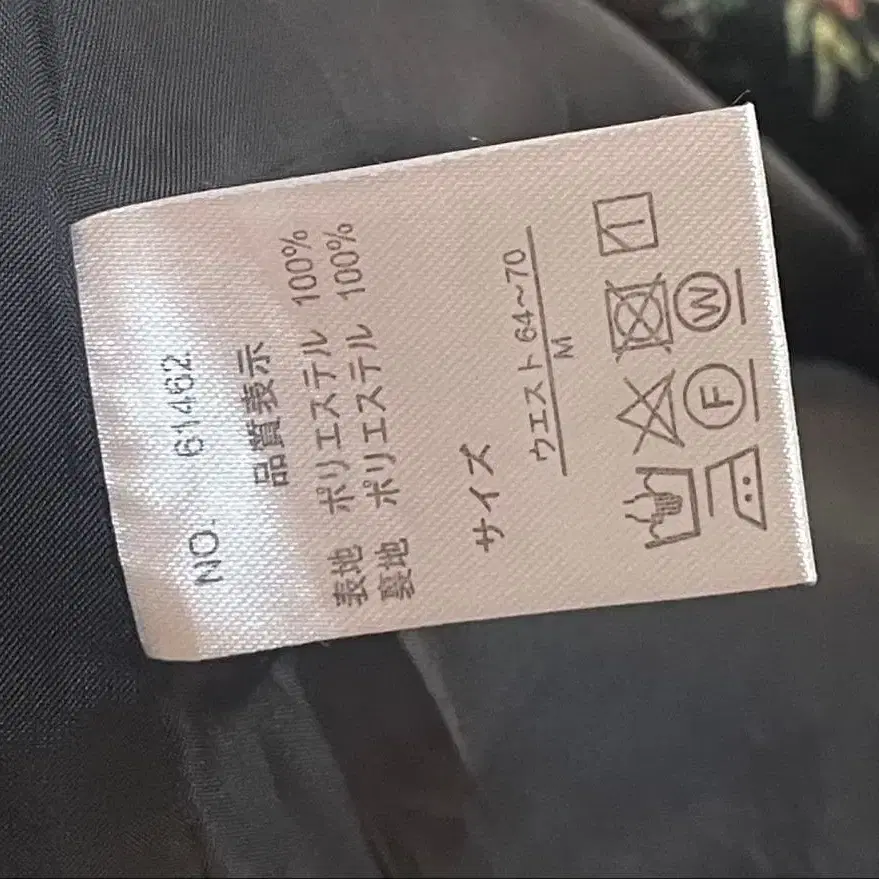 NO. 61462
品質表示
表地 ポリエステル 100%
裏地 ポリエステル 100%
サイズ
ウエスト 64~70
M
F W